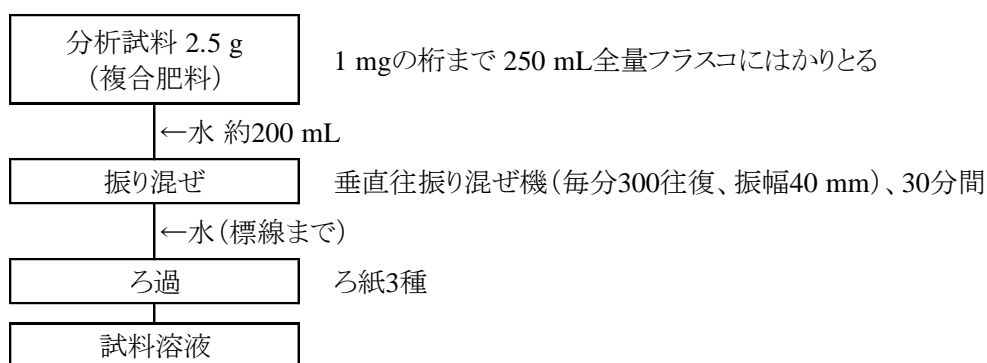 分析試料 2.5 g
（複合肥料）
1 mgの桁まで 250 mL全量フラスコにはかりとる
←水 約200 mL
振り混ぜ
垂直往振り混ぜ機（毎分300往復、振幅40 mm）、30分間
←水（標線まで）
ろ過
ろ紙3種
試料溶液